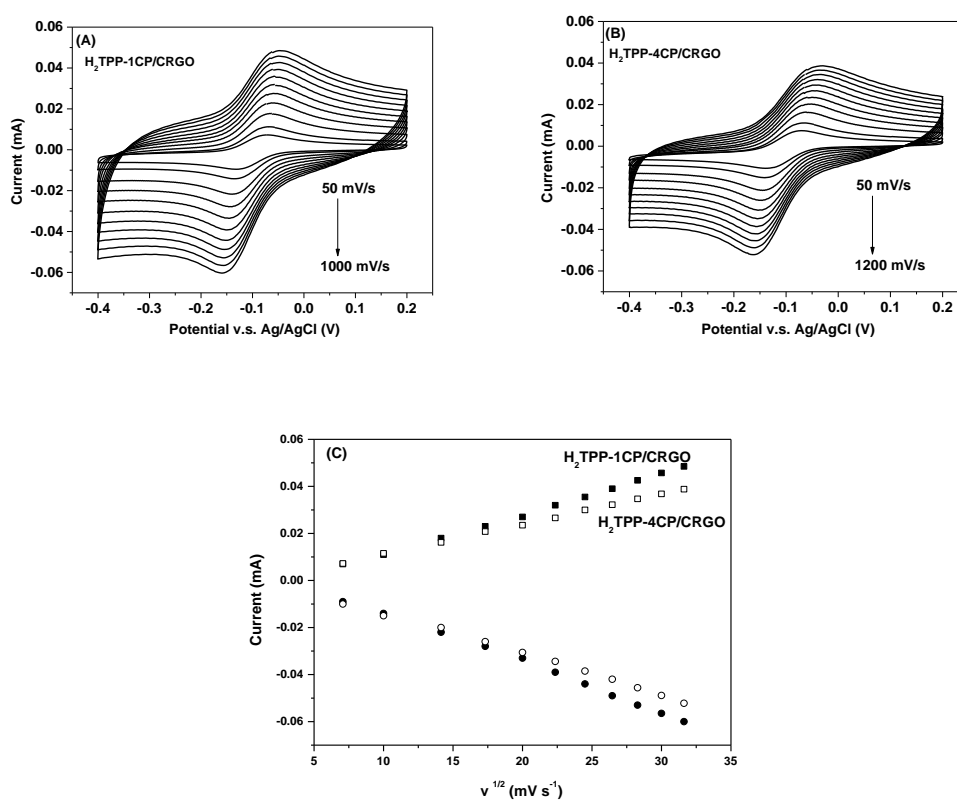 (A)
H2TPP-1CP/CRGO
0.06
0.04
0.02
0.00
-0.02
-0.04
-0.06
Current (mA)
50 mV/s
1000 mV/s
-0.4 -0.3 -0.2 -0.1 0.0 0.1 0.2
Potential v.s. Ag/AgCl (V)
(B)
H2TPP-4CP/CRGO
0.06
0.04
0.02
0.00
-0.02
-0.04
-0.06
Current (mA)
50 mV/s
1200 mV/s
-0.4 -0.3 -0.2 -0.1 0.0 0.1 0.2
Potential v.s. Ag/AgCl (V)
(C)
H2TPP-1CP/CRGO
H2TPP-4CP/CRGO
0.06
0.04
0.02
0.00
-0.02
-0.04
-0.06
Current (mA)
5 10 15 20 25 30 35
v 1/2 (mV s-1)